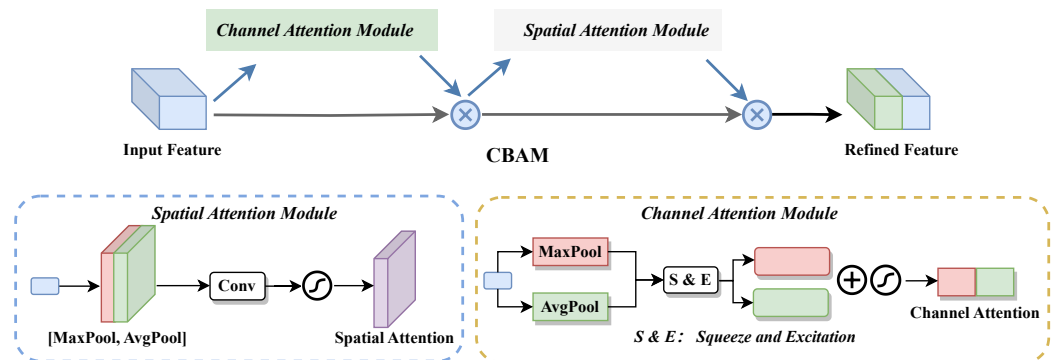 Channel Attention Module
Spatial Attention Module
Input Feature
CBAM
Refined Feature
Spatial Attention Module
Conv
[MaxPool, AvgPool]
Spatial Attention
Channel Attention Module
MaxPool
S & E
AvgPool
Channel Attention
S & E: Squeeze and Excitation